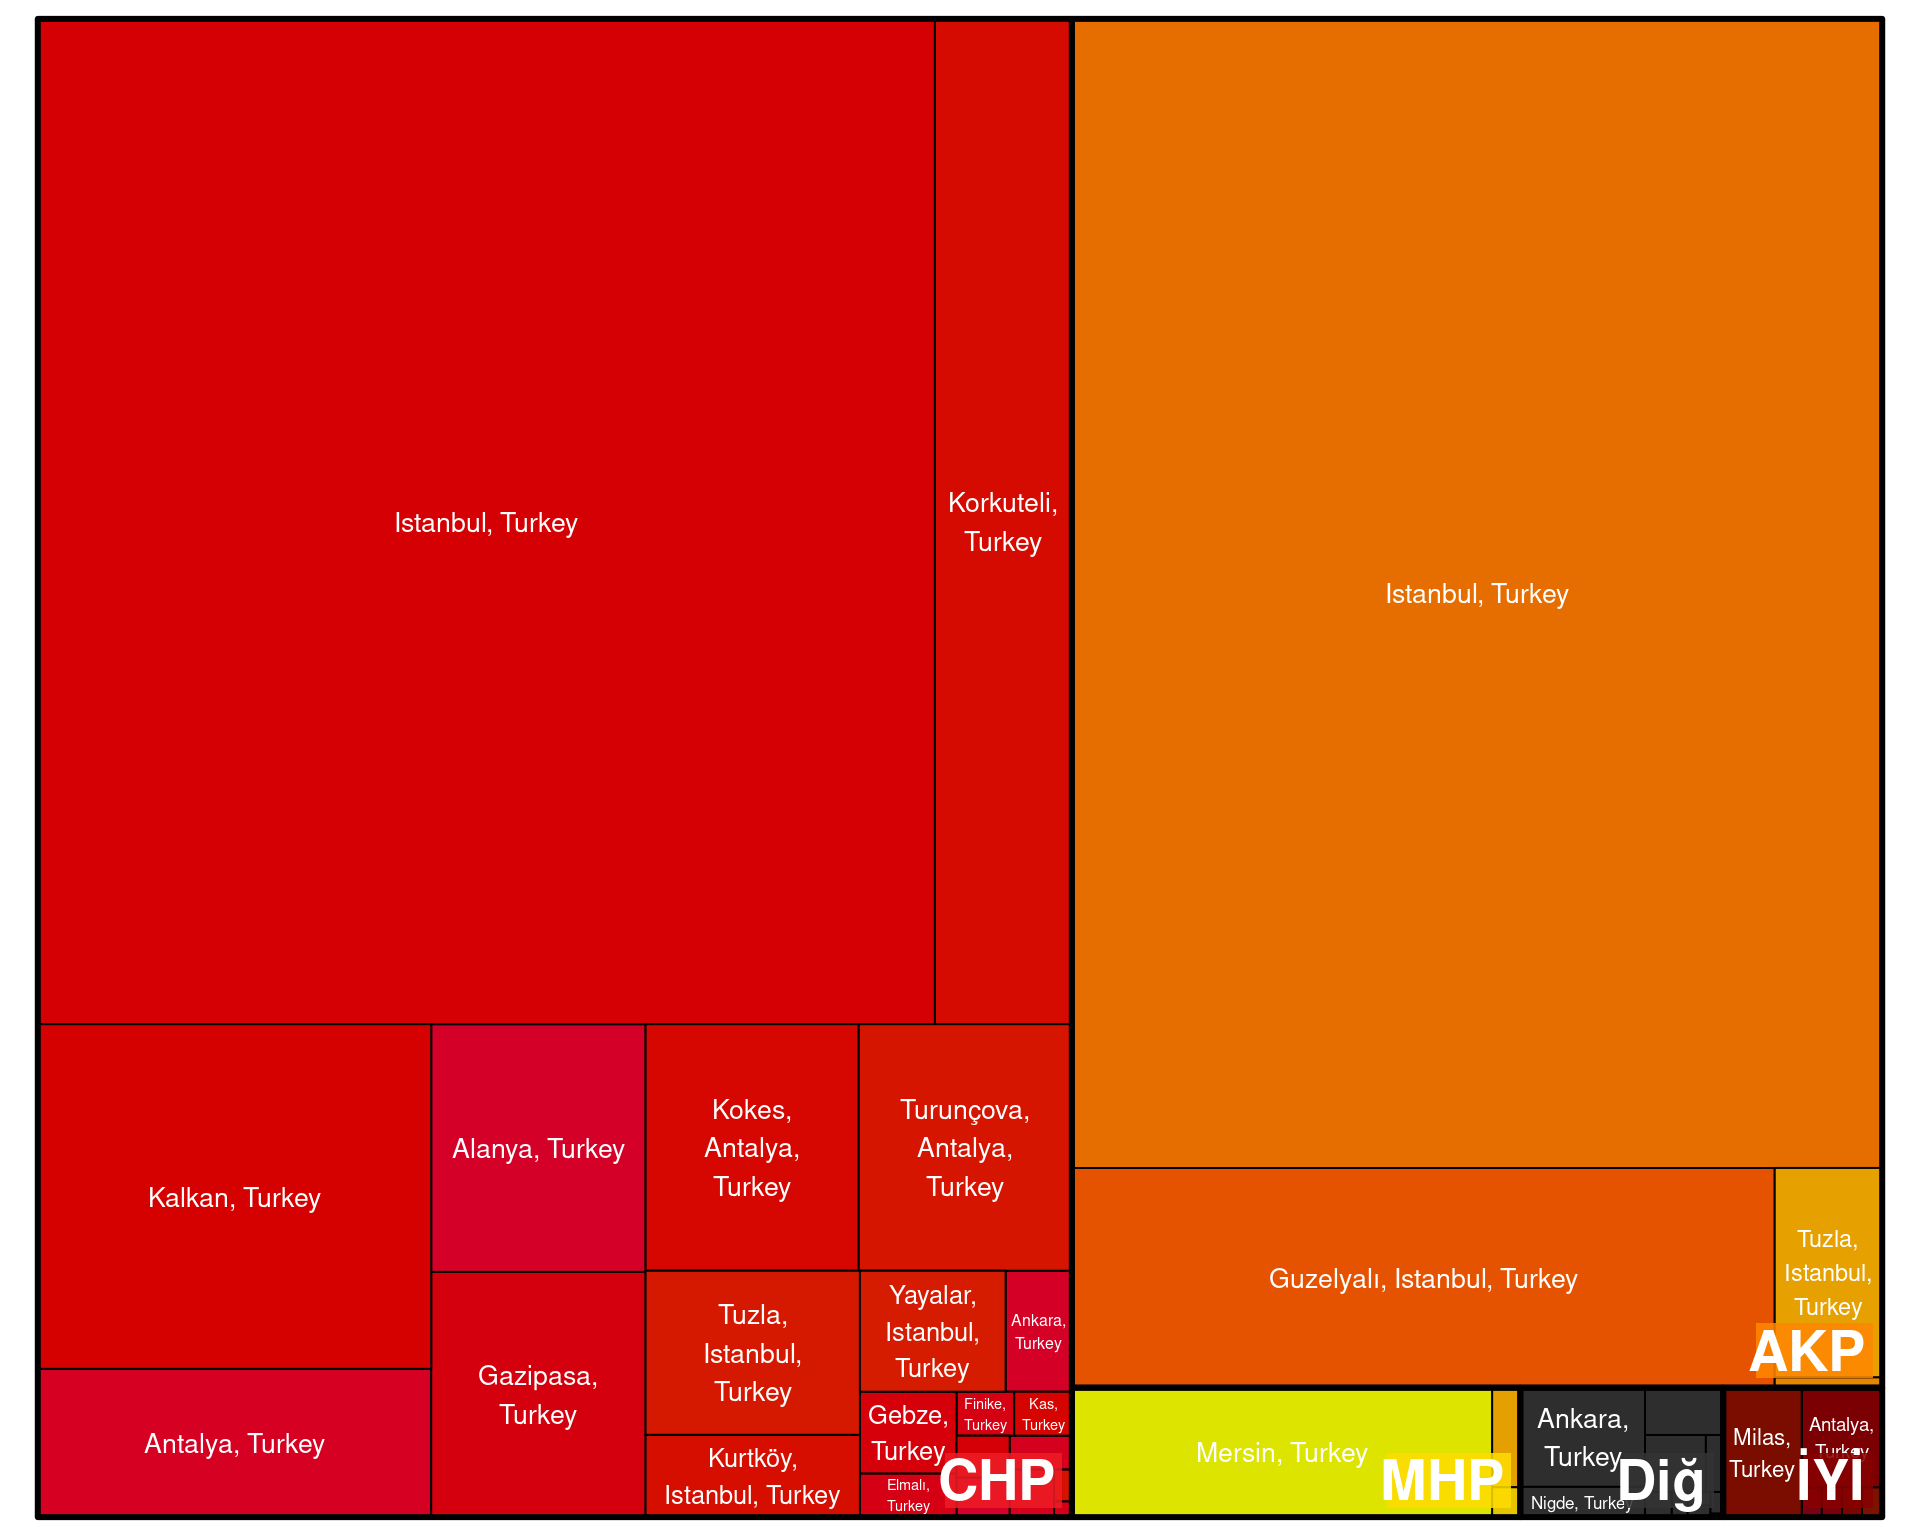 Istanbul, Turkey
Korkuteli,
Turkey
Kalkan, Turkey
Antalya, Turkey
Alanya, Turkey
Gazipasa,
Turkey
Kokes,
Antalya,
Turkey
Turunçova,
Antalya,
Turkey
Tuzla,
Istanbul,
Turkey
Kurtköy,
Istanbul, Turkey
Yayalar,
Istanbul,
Turkey
Ankara,
Turkey
Gebze,
Turkey
Elmalı,
Turkey
Finike,
Turkey
Kas,
Turkey
CHP
Istanbul, Turkey
Guzelyalı, Istanbul, Turkey
Tuzla,
Istanbul,
Turkey
AKP
Mersin, Turkey
MHP
Ankara,
Turkey
Nigde, Turkey
Diğ
Milas,
Turkey
Antalya,
Turkey
İYİ